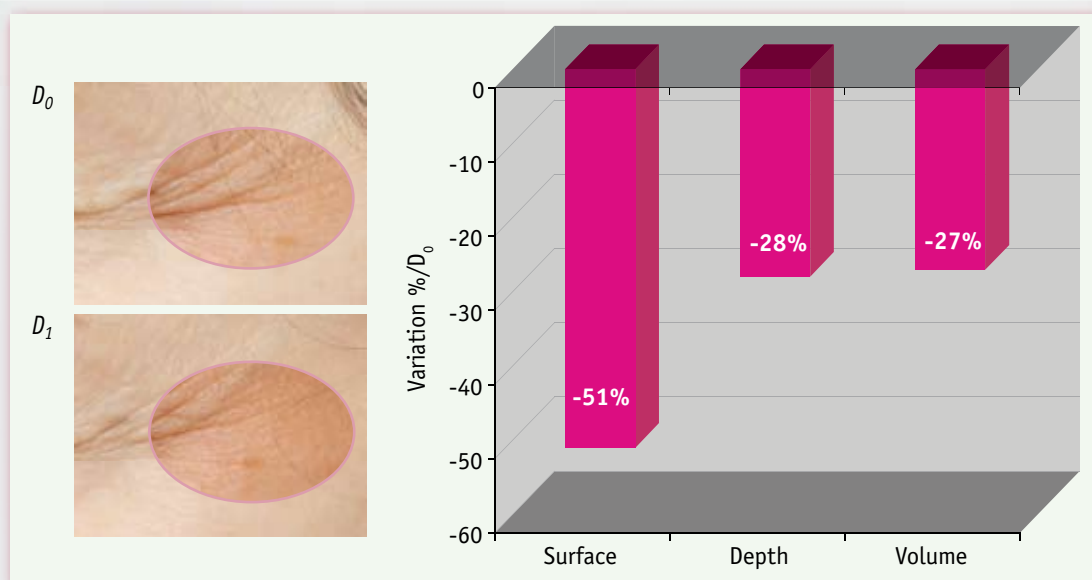 D₀
D₁
Variation %/D₀
0
-10
-20
-30
-40
-50
-60
-51%
-28%
-27%
Surface
Depth
Volume